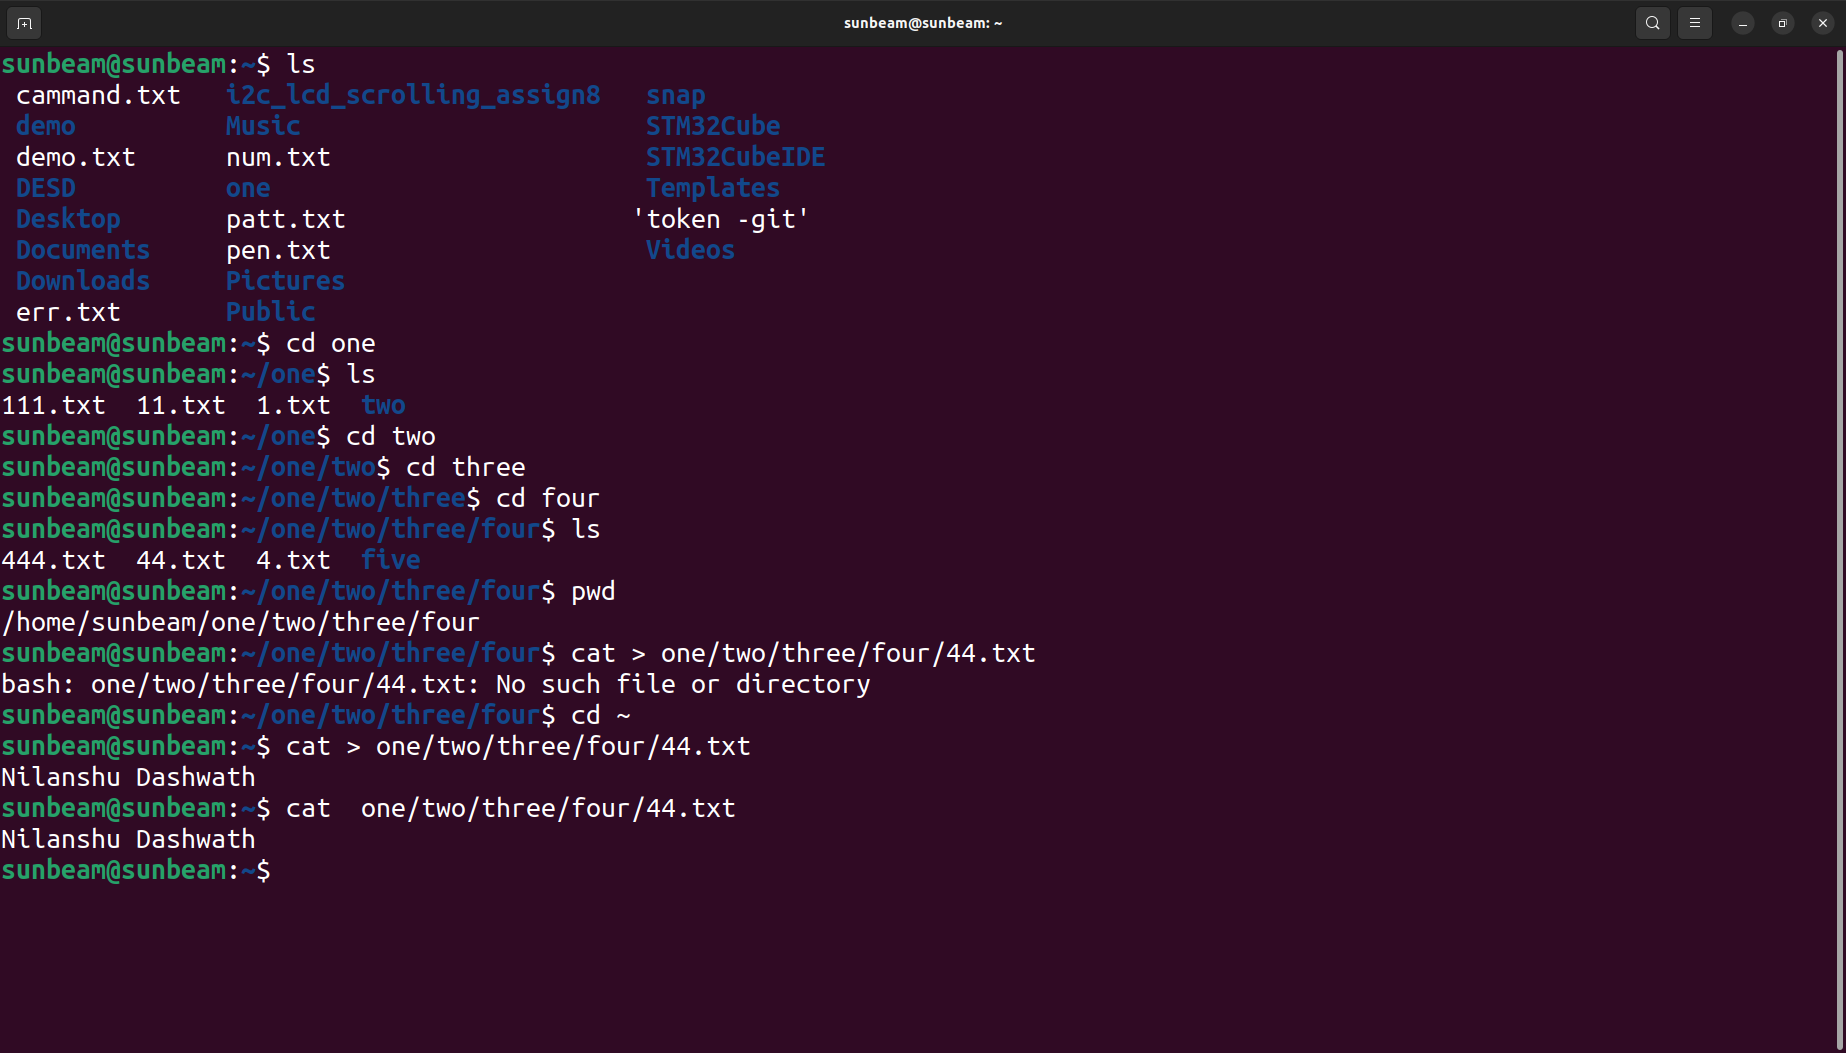 sunbeam@sunbeam: ~
sunbeam@sunbeam:~$ ls
 cammand.txt   i2c_lcd_scrolling_assign8   snap
 demo          Music                       STM32Cube
 demo.txt      num.txt                     STM32CubeIDE
 DESD          one                         Templates
 Desktop       patt.txt                   'token -git'
 Documents     pen.txt                     Videos
 Downloads     Pictures
 err.txt       Public
sunbeam@sunbeam:~$ cd one
sunbeam@sunbeam:~/one$ ls
111.txt  11.txt  1.txt  two
sunbeam@sunbeam:~/one$ cd two
sunbeam@sunbeam:~/one/two$ cd three
sunbeam@sunbeam:~/one/two/three$ cd four
sunbeam@sunbeam:~/one/two/three/four$ ls
444.txt  44.txt  4.txt  five
sunbeam@sunbeam:~/one/two/three/four$ pwd
/home/sunbeam/one/two/three/four
sunbeam@sunbeam:~/one/two/three/four$ cat > one/two/three/four/44.txt
bash: one/two/three/four/44.txt: No such file or directory
sunbeam@sunbeam:~/one/two/three/four$ cd ~
sunbeam@sunbeam:~$ cat > one/two/three/four/44.txt
Nilanshu Dashwath
sunbeam@sunbeam:~$ cat  one/two/three/four/44.txt
Nilanshu Dashwath
sunbeam@sunbeam:~$